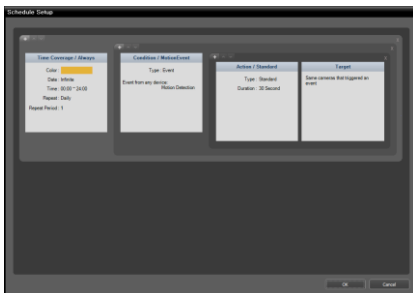 Schedule Setup
Time Coverage / Always
Color :
Date : Infinite
Time : 00:00 ~ 24:00
Repeat : Daily
Repeat Period : 1
Condition / MotionEvent
Type : Event
Event from any device:
Motion Detection
Action / Standard
Type : Standard
Duration : 30 Second
Target
Same cameras that triggered an
event
OK
Cancel